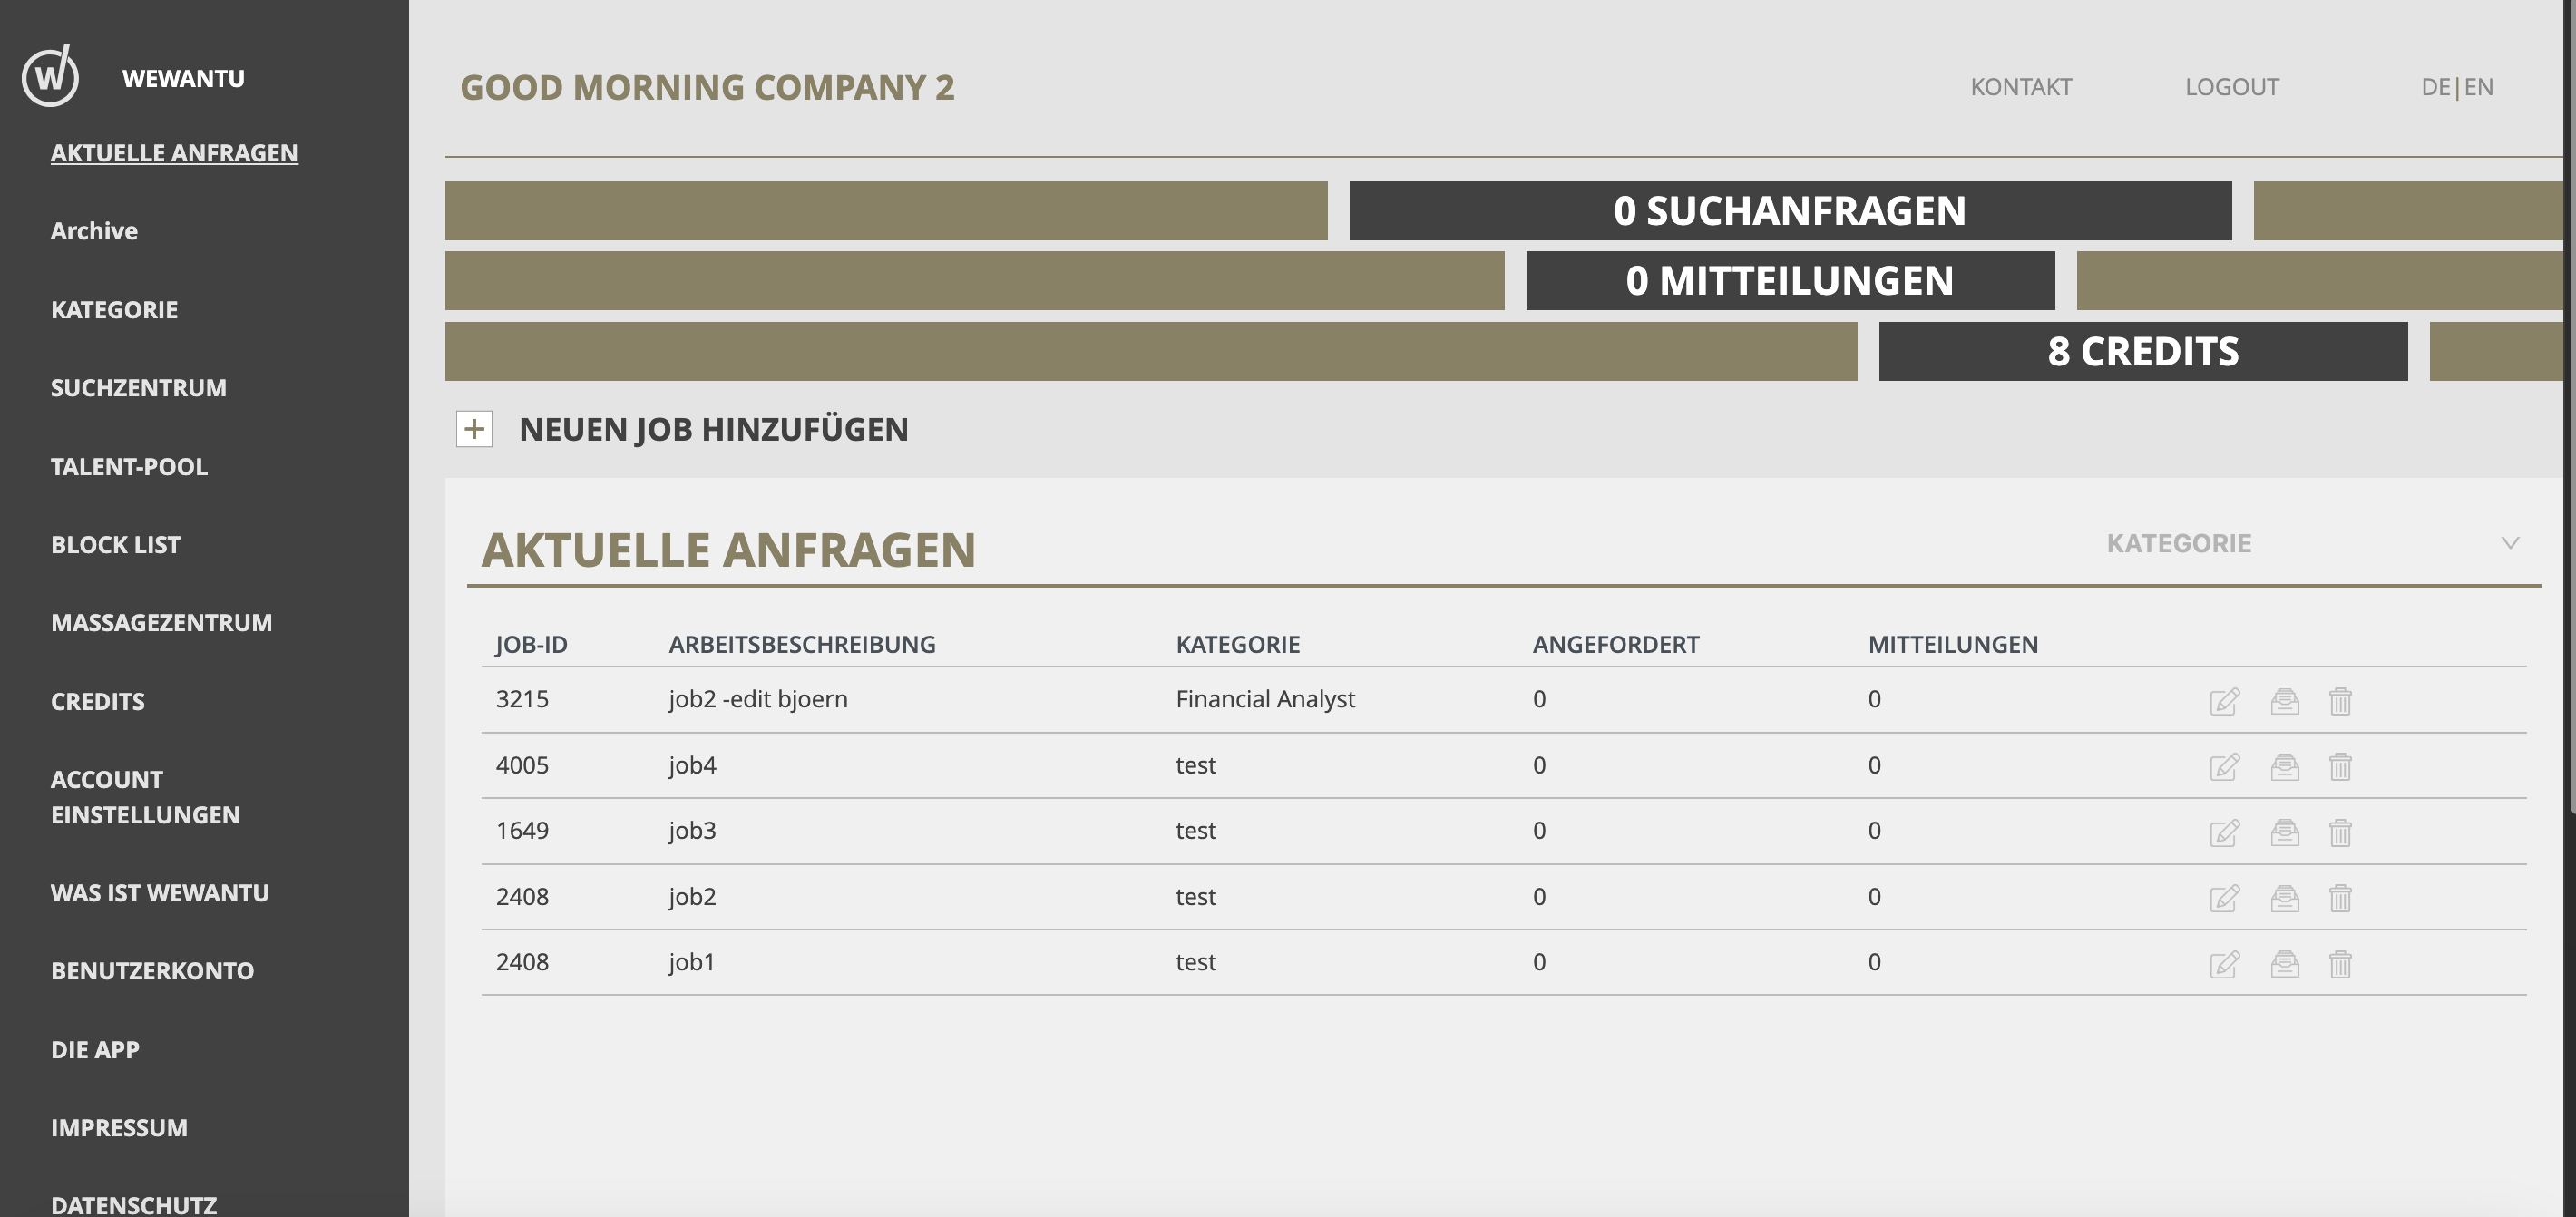 W
WEWANTU
AKTUELLE ANFRAGEN
Archive
KATEGORIE
SUCHZENTRUM
TALENT-POOL
BLOCK LIST
MASSAGEZENTRUM
CREDITS
ACCOUNT
EINSTELLUNGEN
WAS IST WEWANTU
BENUTZERKONTO
DIE APP
IMPRESSUM
DATENSCHUTZ
GOOD MORNING COMPANY 2
KONTAKT LOGOUT DE|EN
0 SUCHANFRAGEN
0 MITTEILUNGEN
8 CREDITS
+ NEUEN JOB HINZUFÜGEN
AKTUELLE ANFRAGEN KATEGORIE
JOB-ID ARBEITSBESCHREIBUNG KATEGORIE ANGEFORDERT MITTEILUNGEN
3215 job2 -edit bjoern Financial Analyst 0 0
4005 job4 test 0 0
1649 job3 test 0 0
2408 job2 test 0 0
2408 job1 test 0 0